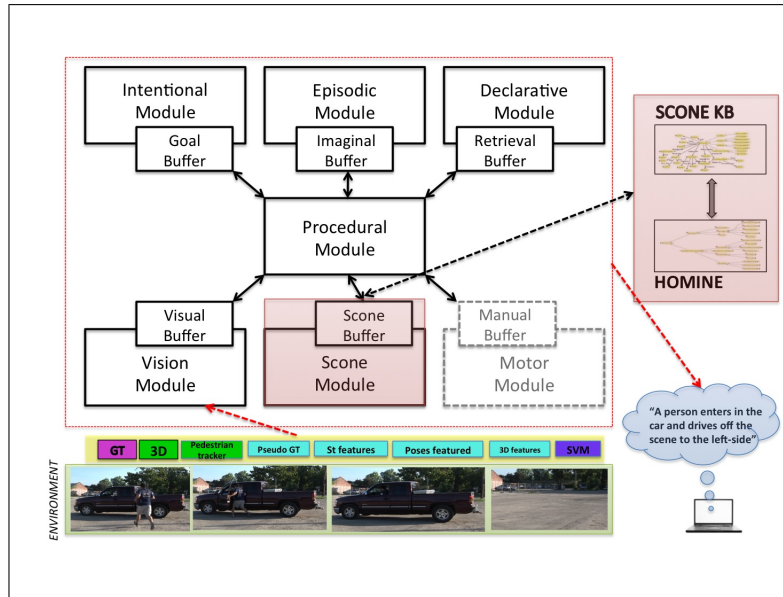 Intentional
Module
Goal
Buffer
Episodic
Module
Imaginal
Buffer
Declarative
Module
Retrieval
Buffer
SCONE KB
HOMINE
Procedural
Module
Visual
Buffer
Vision
Module
Scone
Buffer
Scone
Module
Manual
Buffer
Motor
Module
"A person enters in the
car and drives off the
scene to the left-side"
GT
3D
Pedestrian
tracker
Pseudo GT
St features
Poses featured
3D features
SVM
ENVIRONMENT